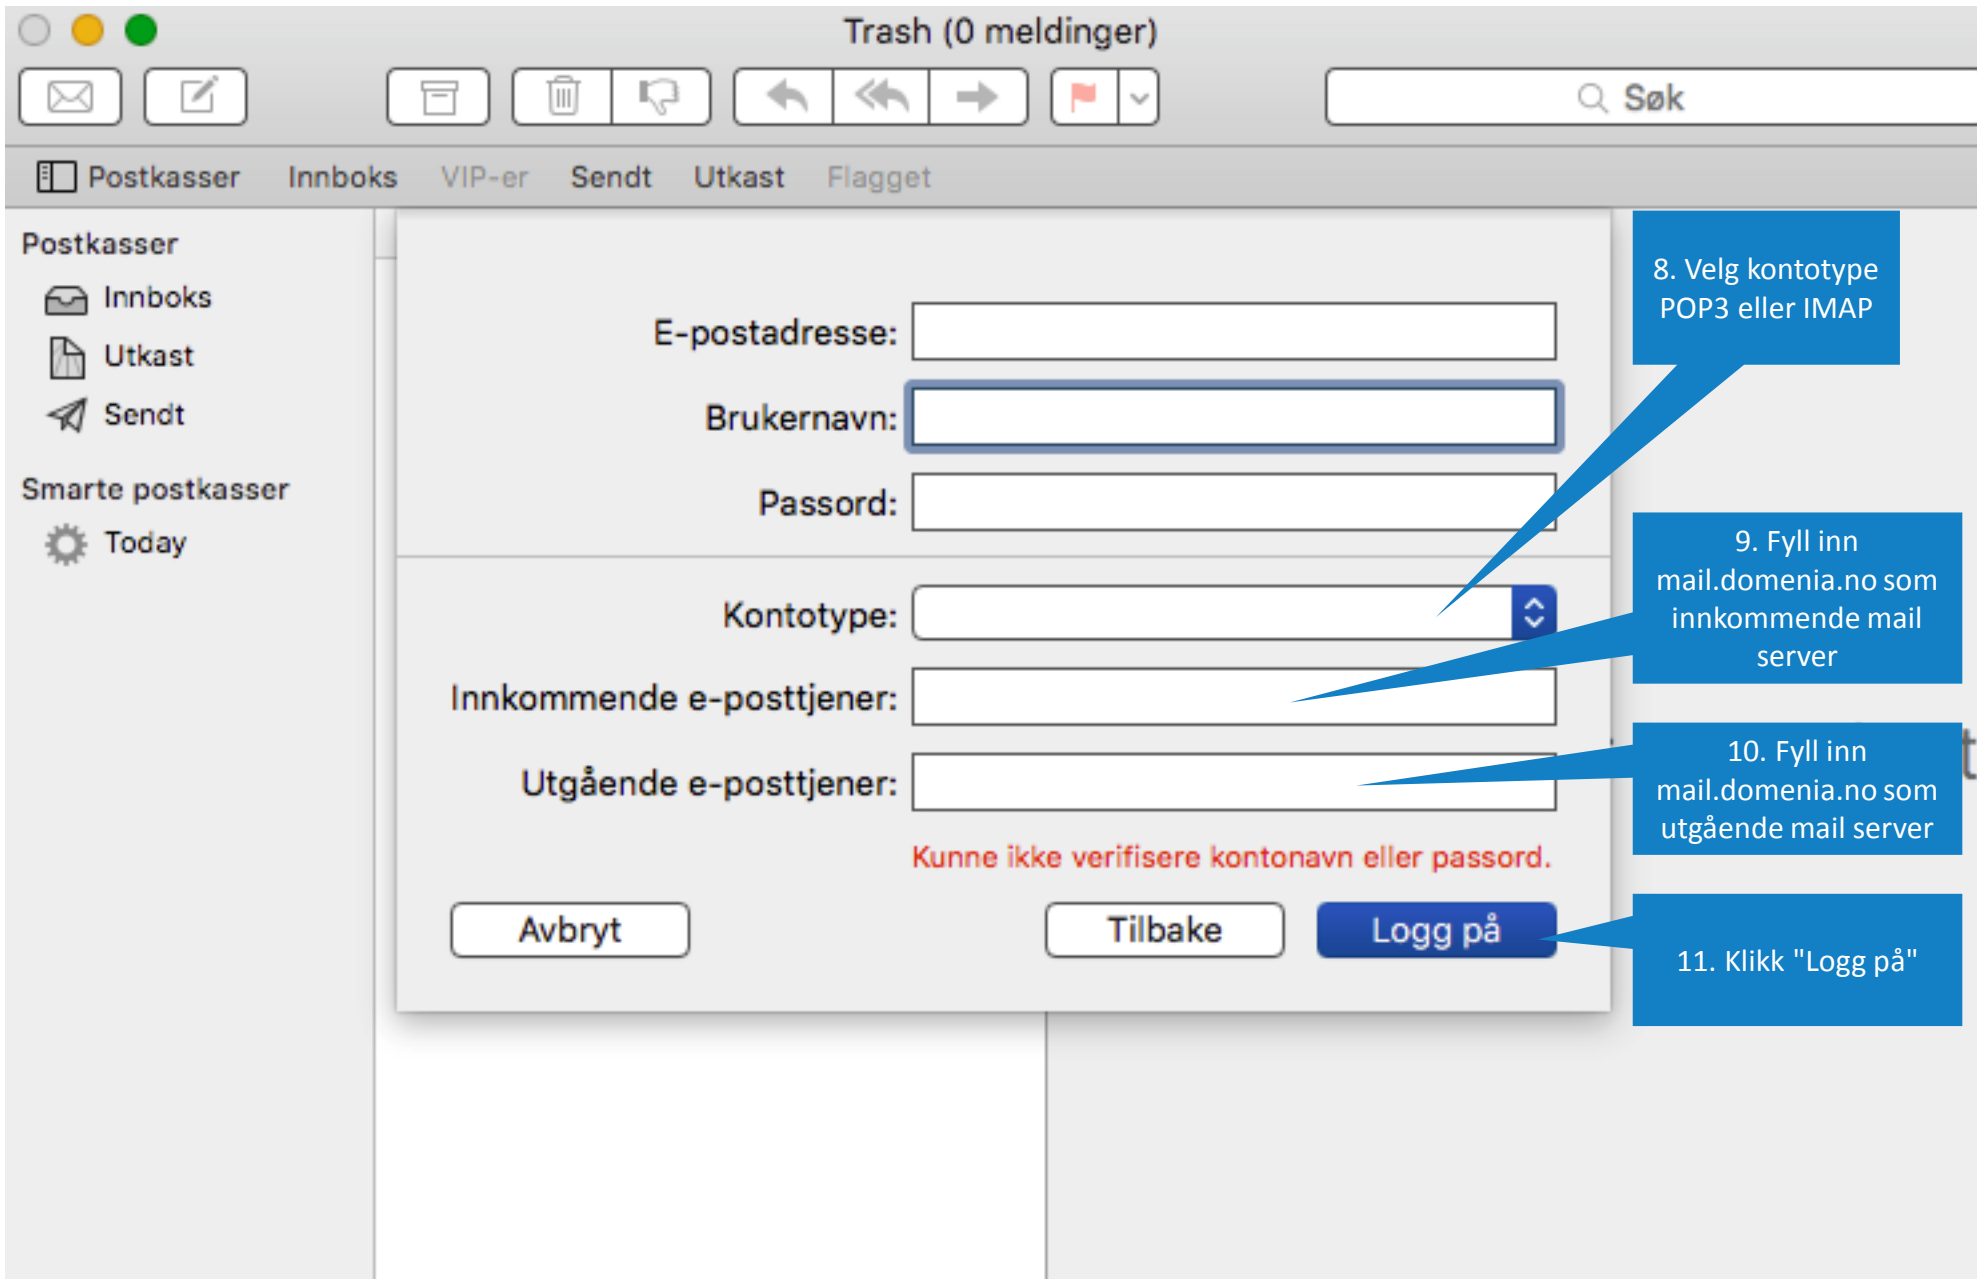 Trash (0 meldinger)
Søk
Postkasser Innboks VIP-er Sendt Utkast Flagget
Postkasser
Innboks
Utkast
Sendt
Smarte postkasser
Today
E-postadresse:
Brukernavn:
Passord:
Kontotype:
Innkommende e-posttjener:
Utgående e-posttjener:
Kunne ikke verifisere kontonavn eller passord.
Avbryt
Tilbake
Logg på
8. Velg kontotype
POP3 eller IMAP
9. Fyll inn
mail.domenia.no som
innkommende mail
server
10. Fyll inn
mail.domenia.no som
utgående mail server
11. Klikk "Logg på"